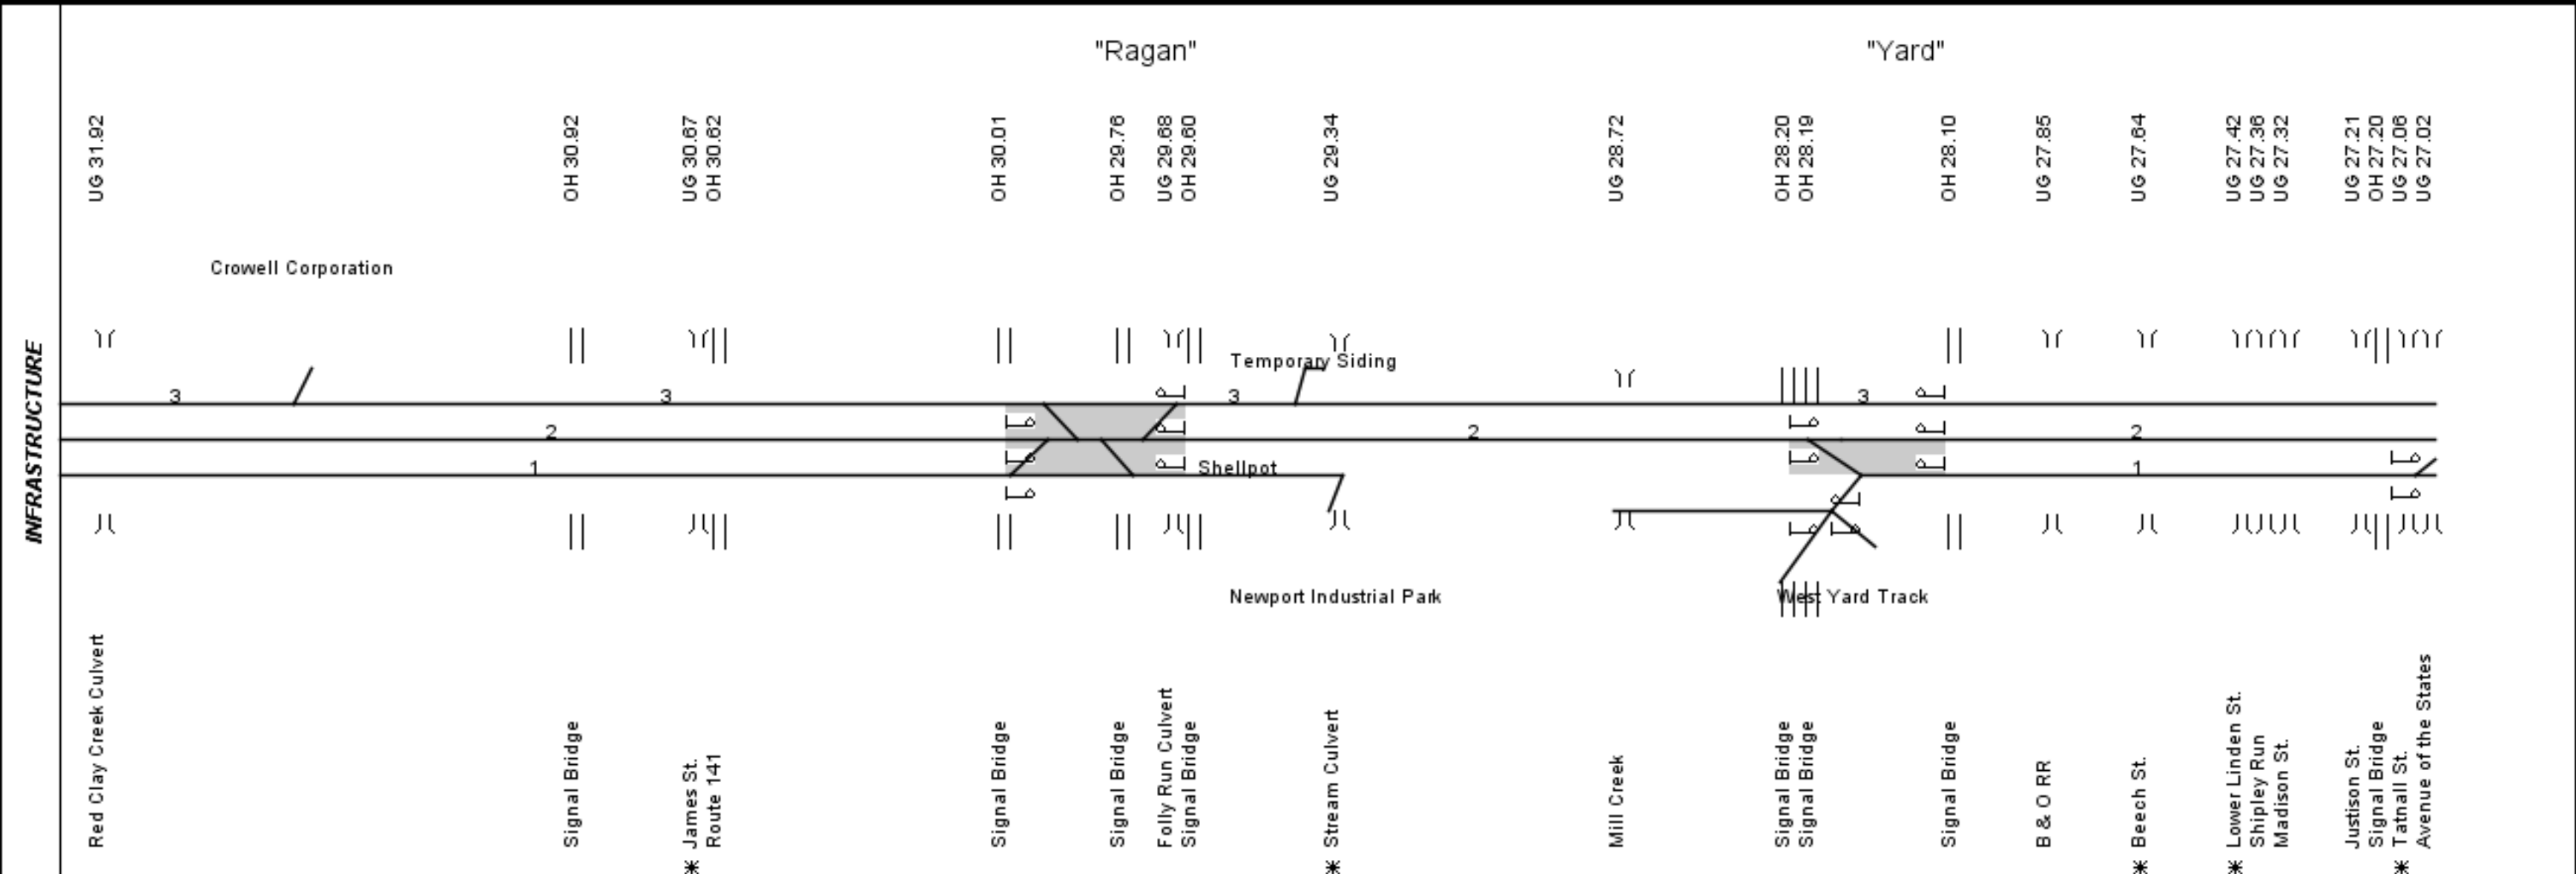 "Ragan"
"Yard"
UG 31.92
OH 30.92
UG 30.67
OH 30.62
OH 30.01
OH 29.76
UG 29.68
OH 29.60
UG 29.34
UG 28.72
OH 28.20
OH 28.19
OH 28.10
UG 27.85
UG 27.64
UG 27.42
UG 27.36
UG 27.32
UG 27.21
OH 27.20
UG 27.06
UG 27.02
Crowell Corporation
INFRASTRUCTURE
Temporary Siding
3
3
3
3
2
2
2
1
Shellpot
1
Newport Industrial Park
West Yard Track
Red Clay Creek Culvert
Signal Bridge
* James St.
Route 141
Signal Bridge
Signal Bridge
Folly Run Culvert
Signal Bridge
* Stream Culvert
Mill Creek
Signal Bridge
Signal Bridge
Signal Bridge
B & O RR
* Beech St.
* Lower Linden St.
Shipley Run
Madison St.
Justison St.
Signal Bridge
* Tatnall St.
Avenue of the States